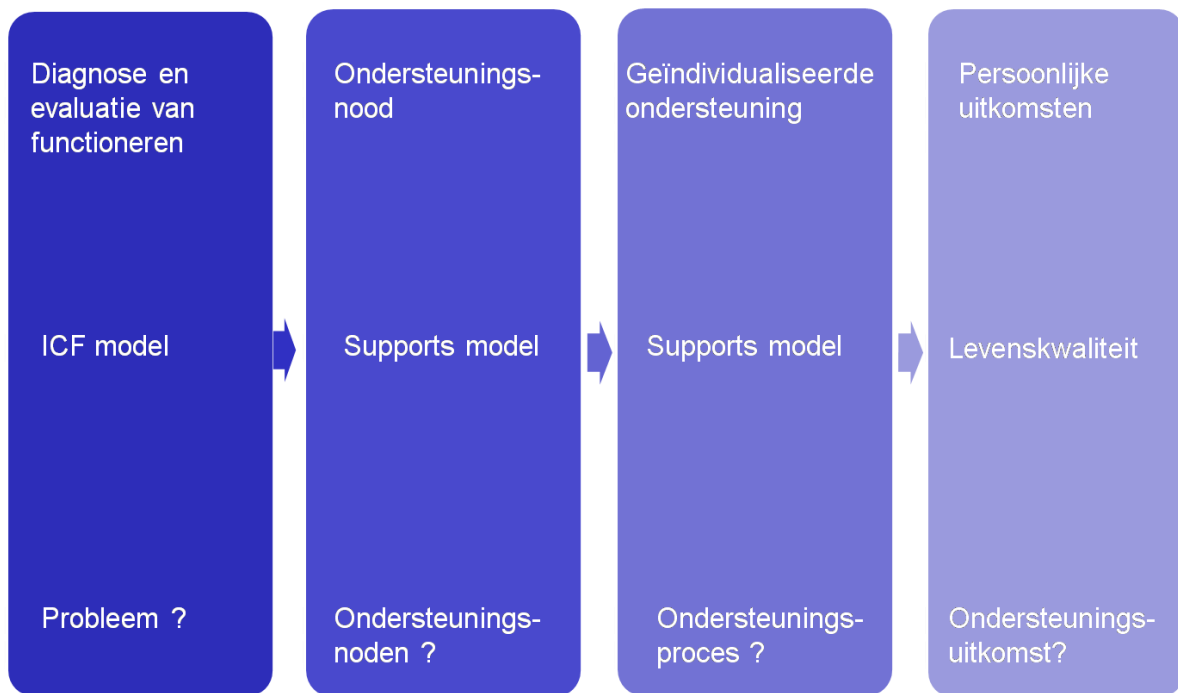 Diagnose en
evaluatie van
functioneren
ICF model
Probleem ?
Ondersteunings-
nood
Supports model
Ondersteunings-
noden ?
Geïndividualiseerde
ondersteuning
Supports model
Ondersteunings-
proces ?
Persoonlijke
uitkomsten
Levenskwaliteit
Ondersteunings-
uitkomst?